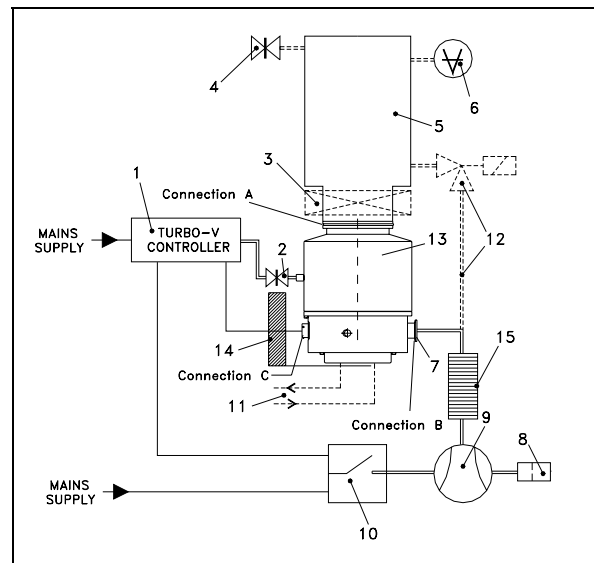 4
6
5
3
1
Connection A
MAINS
SUPPLY
TURBO-V
CONTROLLER
2
13
12
14
7
15
Connection C
11
Connection B
9
8
MAINS
SUPPLY
10